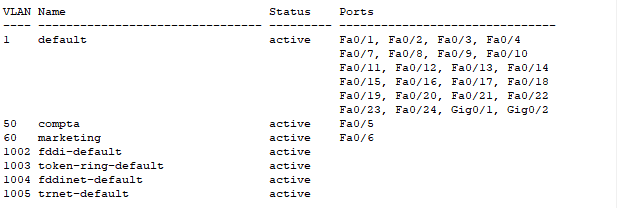 VLAN Name                             Status    Ports
---- -------------------------------- --------- -------------------------------
1    default                          active    Fa0/1, Fa0/2, Fa0/3, Fa0/4
                                                Fa0/7, Fa0/8, Fa0/9, Fa0/10
                                                Fa0/11, Fa0/12, Fa0/13, Fa0/14
                                                Fa0/15, Fa0/16, Fa0/17, Fa0/18
                                                Fa0/19, Fa0/20, Fa0/21, Fa0/22
                                                Fa0/23, Fa0/24, Gig0/1, Gig0/2
50   compta                           active    Fa0/5
60   marketing                        active    Fa0/6
1002 fddi-default                     active
1003 token-ring-default               active
1004 fddinet-default                  active
1005 trnet-default                    active